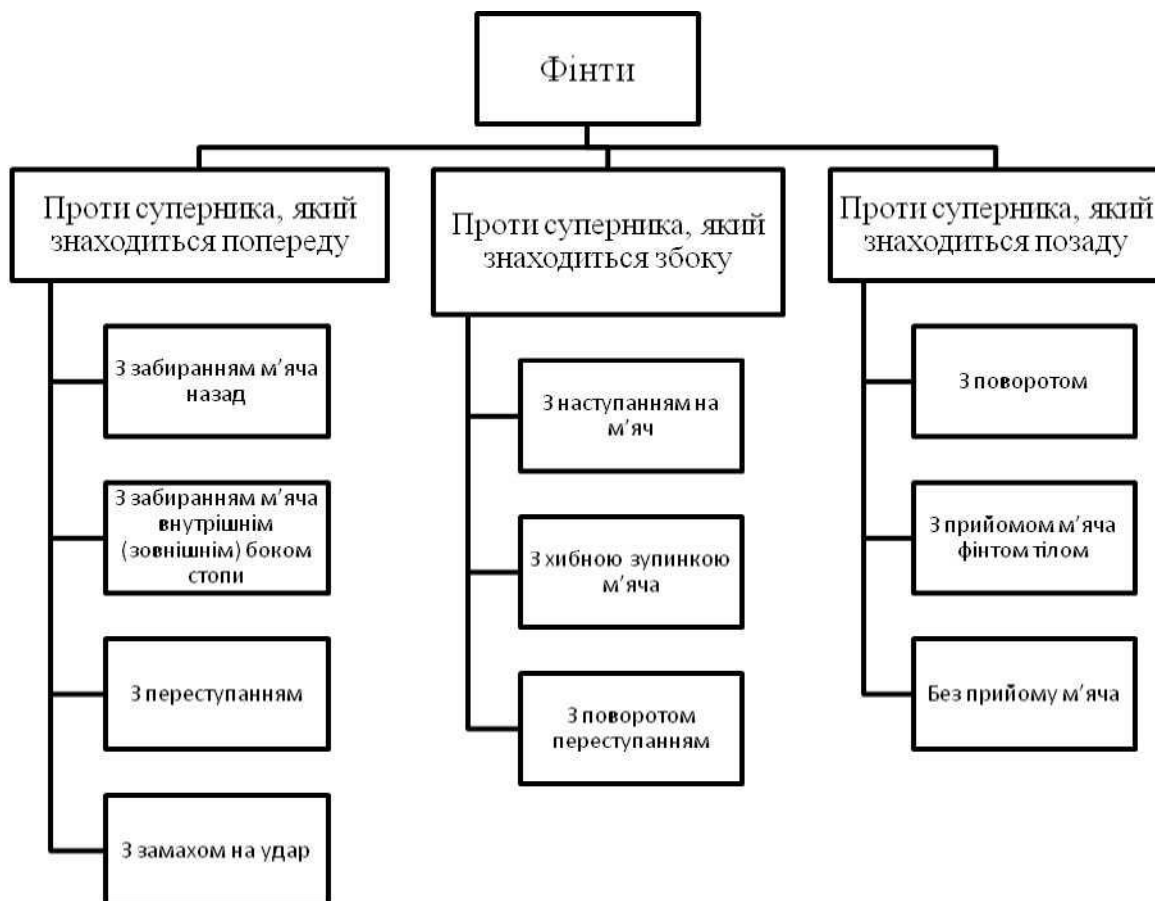 Фінти
Проти суперника, який
знаходиться попереду
З забиранням м’яча
назад
З забиранням м’яча
внутрішнім
(зовнішнім) боком
стопи
З переступанням
З замахом на удар
Проти суперника, який
знаходиться збоку
З наступанням на
м’яч
З хибною зупинкою
м’яча
З поворотом
переступанням
Проти суперника, який
знаходиться позаду
З поворотом
З прийомом м’яча
фінтом тілом
Без прийому м’яча